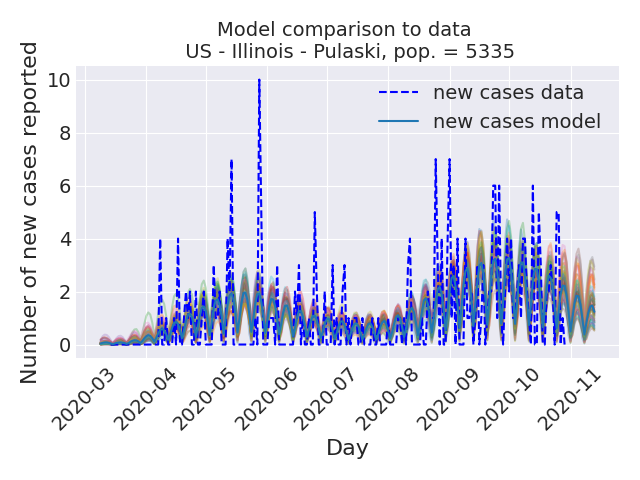 Model comparison to data
US - Illinois - Pulaski, pop. = 5335
Number of new cases reported
10
8
6
4
2
0
new cases data
new cases model
2020-03
2020-04
2020-05
2020-06
2020-07
2020-08
2020-09
2020-10
2020-11
Day